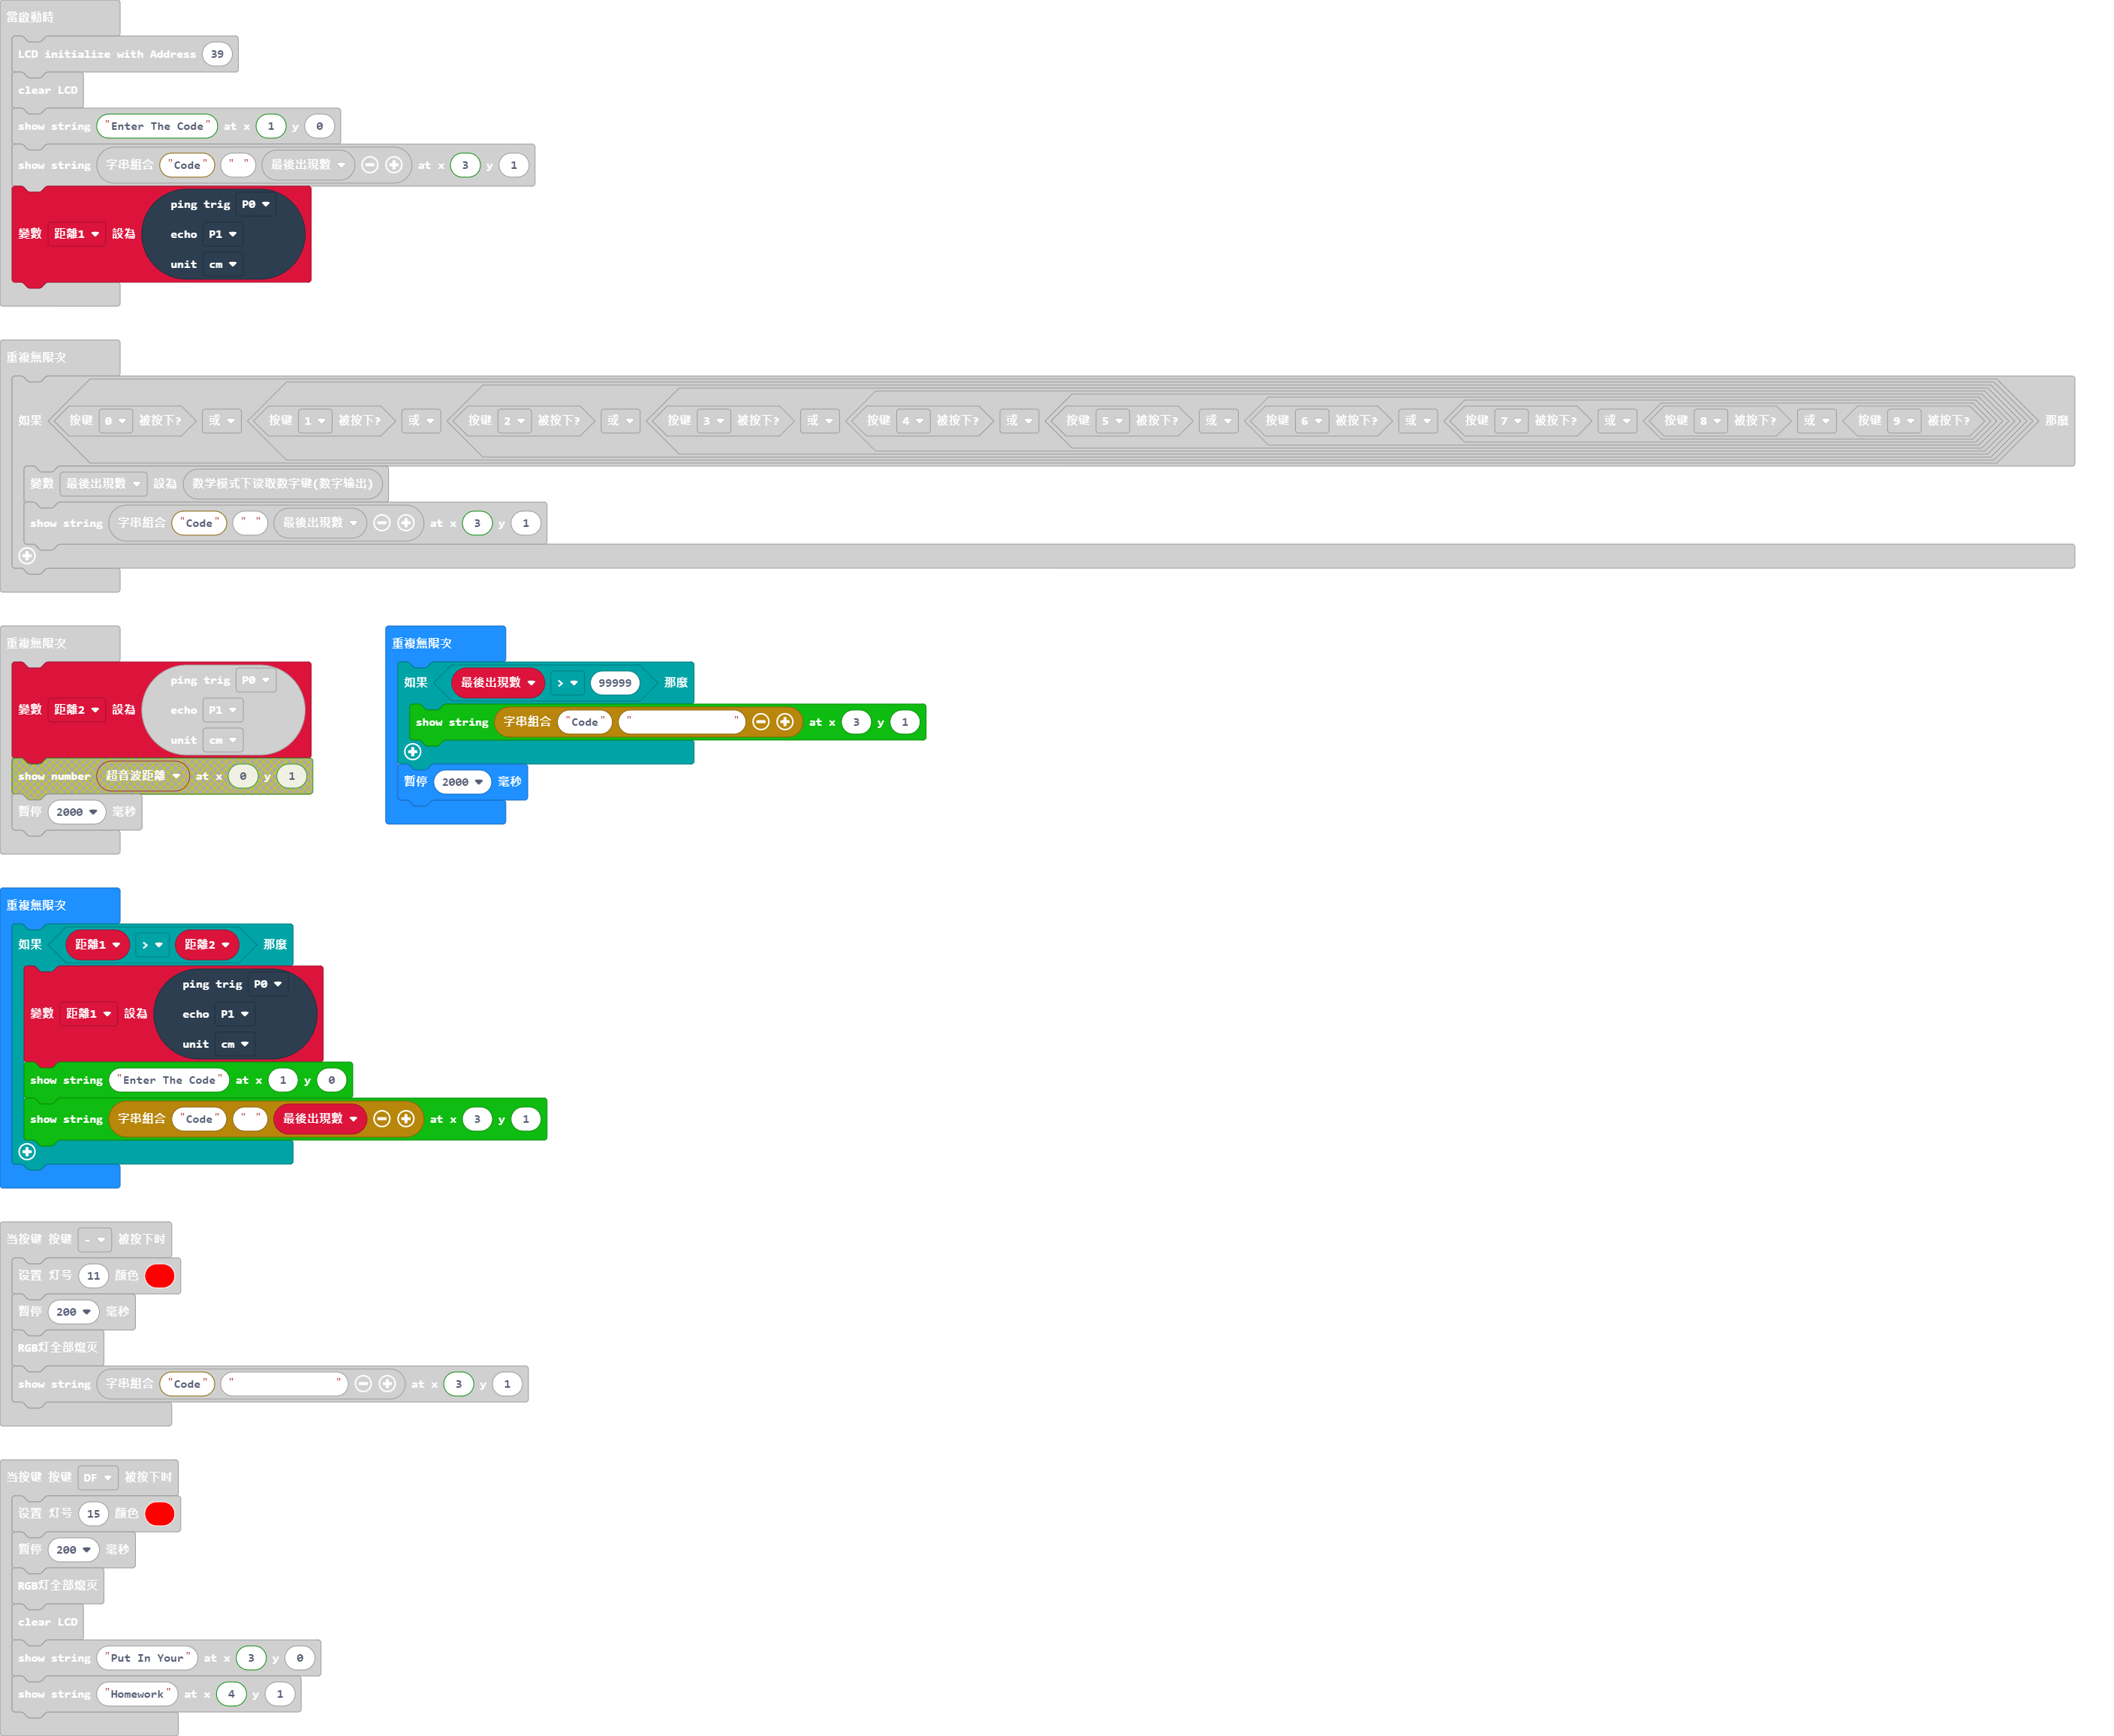 當啟動時
LCD initialize with Address 39
clear LCD
show string "Enter The Code" at x 1 y 0
show string 字串組合 "Code" " " 最後出現數 at x 3 y 1
ping trig P0
變數 距離1 設為 echo P1
unit cm
重複無限次
如果 按鍵 0 被按下? 或 按鍵 1 被按下? 或 按鍵 2 被按下? 或 按鍵 3 被按下? 或 按鍵 4 被按下? 或 按鍵 5 被按下? 或 按鍵 6 被按下? 或 按鍵 7 被按下? 或 按鍵 8 被按下? 或 按鍵 9 被按下? 那麼
變數 最後出現數 設為 数学模式下读取数字键(数字输出)
show string 字串組合 "Code" " " 最後出現數 at x 3 y 1
重複無限次
ping trig P0
變數 距離2 設為 echo P1
unit cm
show number 超音波距離 at x 0 y 1
暫停 2000 毫秒
重複無限次
如果 最後出現數 > 99999 那麼
show string 字串組合 "Code" " " at x 3 y 1
暫停 2000 毫秒
重複無限次
如果 距離1 > 距離2 那麼
ping trig P0
變數 距離1 設為 echo P1
unit cm
show string "Enter The Code" at x 1 y 0
show string 字串組合 "Code" " " 最後出現數 at x 3 y 1
当按键 按键 - 被按下时
设置 灯号 11 颜色
暫停 200 毫秒
RGB灯全部熄灭
show string 字串組合 "Code" " " at x 3 y 1
当按键 按键 DF 被按下时
设置 灯号 15 颜色
暫停 200 毫秒
RGB灯全部熄灭
clear LCD
show string "Put In Your" at x 3 y 0
show string "Homework" at x 4 y 1